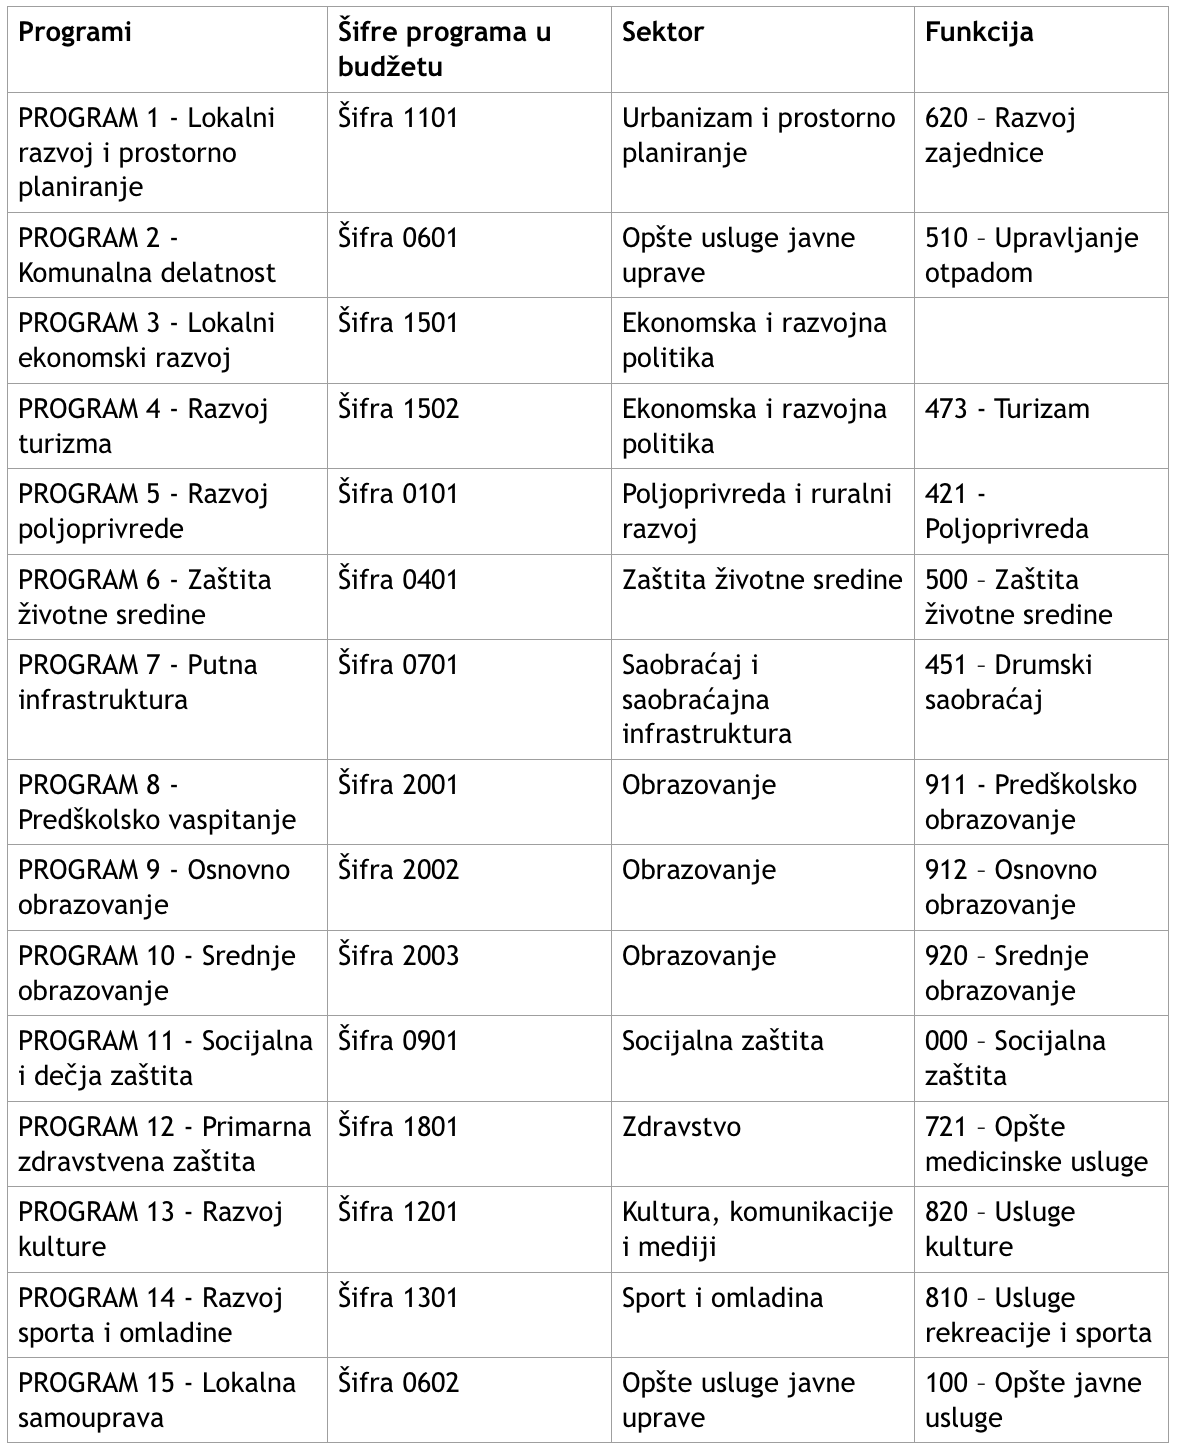 Programi
Šifre programa u
budžetu
Sektor
Funkcija
PROGRAM 1 - Lokalni
razvoj i prostorno
planiranje
Šifra 1101
Urbanizam i prostorno
planiranje
620 – Razvoj
zajednice
PROGRAM 2 -
Komunalna delatnost
Šifra 0601
Opšte usluge javne
uprave
510 – Upravljanje
otpadom
PROGRAM 3 - Lokalni
ekonomski razvoj
Šifra 1501
Ekonomska i razvojna
politika
PROGRAM 4 - Razvoj
turizma
Šifra 1502
Ekonomska i razvojna
politika
473 - Turizam
PROGRAM 5 - Razvoj
poljoprivrede
Šifra 0101
Poljoprivreda i ruralni
razvoj
421 -
Poljoprivreda
PROGRAM 6 - Zaštita
životne sredine
Šifra 0401
Zaštita životne sredine
500 – Zaštita
životne sredine
PROGRAM 7 - Putna
infrastruktura
Šifra 0701
Saobraćaj i
saobraćajna
infrastruktura
451 – Drumski
saobraćaj
PROGRAM 8 -
Predškolsko vaspitanje
Šifra 2001
Obrazovanje
911 - Predškolsko
obrazovanje
PROGRAM 9 - Osnovno
obrazovanje
Šifra 2002
Obrazovanje
912 – Osnovno
obrazovanje
PROGRAM 10 - Srednje
obrazovanje
Šifra 2003
Obrazovanje
920 – Srednje
obrazovanje
PROGRAM 11 - Socijalna
i dečja zaštita
Šifra 0901
Socijalna zaštita
000 – Socijalna
zaštita
PROGRAM 12 - Primarna
zdravstvena zaštita
Šifra 1801
Zdravstvo
721 – Opšte
medicinske usluge
PROGRAM 13 - Razvoj
kulture
Šifra 1201
Kultura, komunikacije
i mediji
820 – Usluge
kulture
PROGRAM 14 - Razvoj
sporta i omladine
Šifra 1301
Sport i omladina
810 – Usluge
rekreacije i sporta
PROGRAM 15 - Lokalna
samouprava
Šifra 0602
Opšte usluge javne
uprave
100 – Opšte javne
usluge